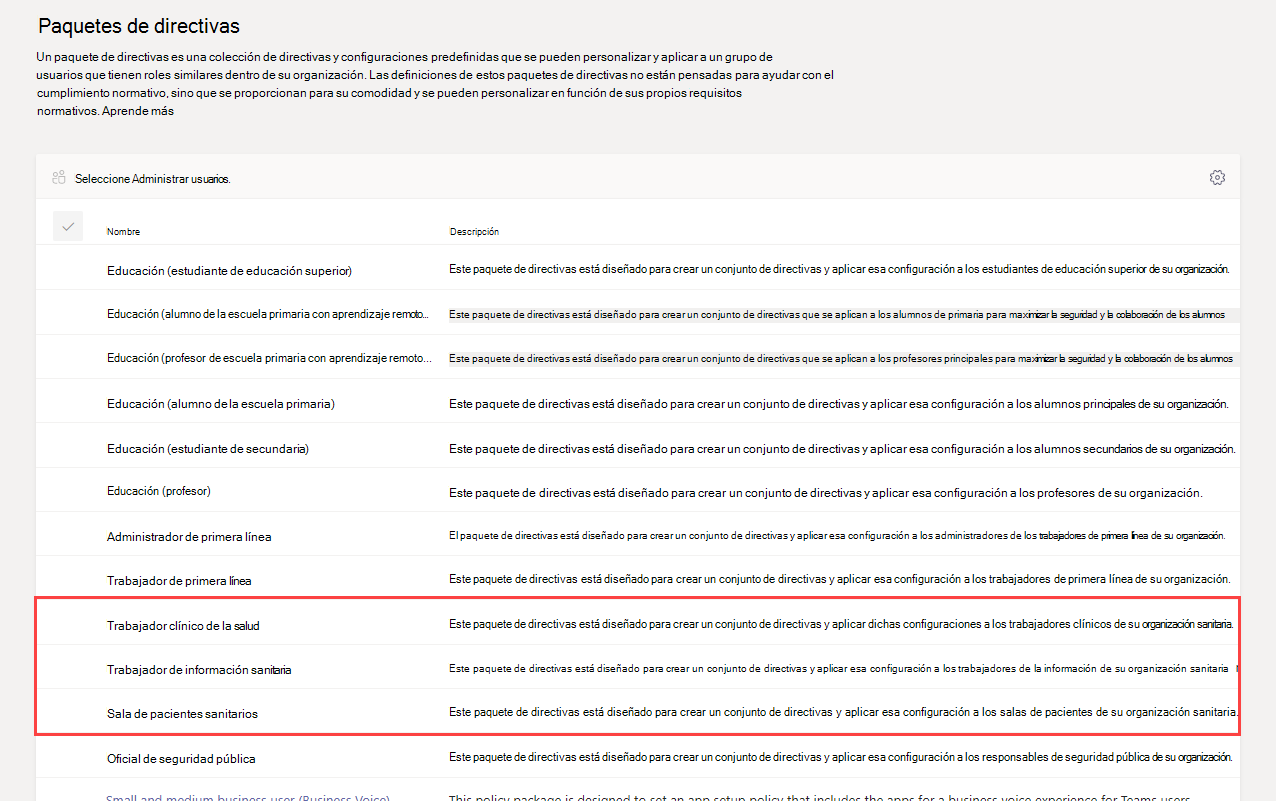 Paquetes de directivas
Un paquete de directivas es una colección de directivas y configuraciones predefinidas que se pueden personalizar y aplicar a un grupo de
usuarios que tienen roles similares dentro de su organización. Las definiciones de estos paquetes de directivas no están pensadas para ayudar con el
cumplimiento normativo, sino que se proporcionan para su comodidad y se pueden personalizar en función de sus propios requisitos
normativos. Aprende más
Seleccione Administrar usuarios.
Nombre Descripción
Educación (estudiante de educación superior) Este paquete de directivas está diseñado para crear un conjunto de directivas y aplicar esa configuración a los estudiantes de educación superior de su organización.
Educación (alumno de la escuela primaria con aprendizaje remoto... Este paquete de directivas está diseñado para crear un conjunto de directivas que se aplican a los alumnos de primaria para maximizar la seguridad y la colaboración de los alumnos
Educación (profesor de escuela primaria con aprendizaje remoto... Este paquete de directivas está diseñado para crear un conjunto de directivas que se aplican a los profesores principales para maximizar la seguridad y la colaboración de los alumnos
Educación (alumno de la escuela primaria) Este paquete de directivas está diseñado para crear un conjunto de directivas y aplicar esa configuración a los alumnos principales de su organización.
Educación (estudiante de secundaria) Este paquete de directivas está diseñado para crear un conjunto de directivas y aplicar esa configuración a los alumnos secundarios de su organización.
Educación (profesor) Este paquete de directivas está diseñado para crear un conjunto de directivas y aplicar esa configuración a los profesores de su organización.
Administrador de primera línea El paquete de directivas está diseñado para crear un conjunto de directivas y aplicar esa configuración a los administradores de los trabajadores de primera línea de su organización.
Trabajador de primera línea Este paquete de directivas está diseñado para crear un conjunto de directivas y aplicar esa configuración a los trabajadores de primera línea de su organización.
Trabajador clínico de la salud Este paquete de directivas está diseñado para crear un conjunto de directivas y aplicar dichas configuraciones a los trabajadores clínicos de su organización sanitaria.
Trabajador de información sanitaria Este paquete de directivas está diseñado para crear un conjunto de directivas y aplicar esa configuración a los trabajadores de la información de su organización sanitaria
Sala de pacientes sanitarios Este paquete de directivas está diseñado para crear un conjunto de directivas y aplicar esa configuración a los salas de pacientes de su organización sanitaria.
Oficial de seguridad pública Este paquete de directivas está diseñado para crear un conjunto de directivas y aplicar esa configuración a los responsables de seguridad pública de su organización.
Small and medium business user (Business Voice) This policy package is designed to set an app setup policy that includes the apps for a business voice experience for Teams users